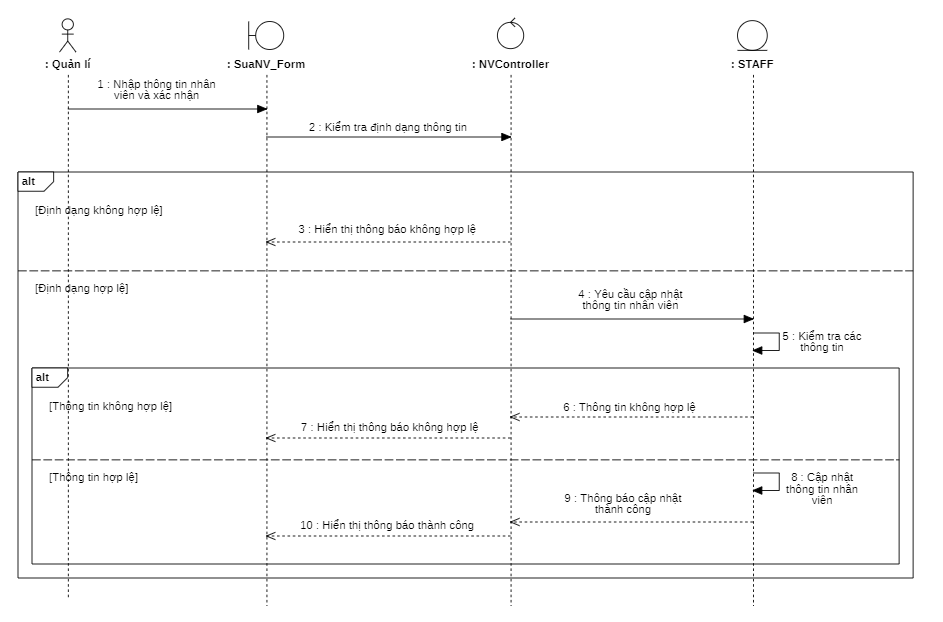 : Quản lí
: SuaNV_Form
: NVController
: STAFF
1 : Nhập thông tin nhân
viên và xác nhận
2 : Kiểm tra định dạng thông tin
alt
[Định dạng không hợp lệ]
3 : Hiển thị thông báo không hợp lệ
[Định dạng hợp lệ]
4 : Yêu cầu cập nhật
thông tin nhân viên
5 : Kiểm tra các
thông tin
alt
[Thông tin không hợp lệ]
6 : Thông tin không hợp lệ
7 : Hiển thị thông báo không hợp lệ
[Thông tin hợp lệ]
8 : Cập nhật
thông tin nhân
viên
9 : Thông báo cập nhật
thành công
10 : Hiển thị thông báo thành công